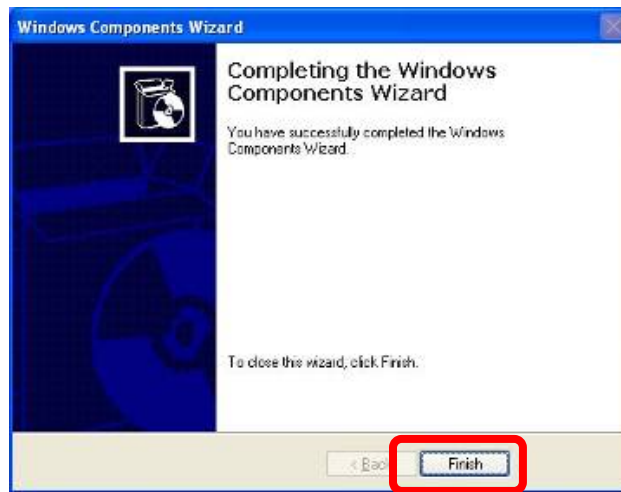 Windows Components Wizard
Completing the Windows
Components Wizard
You have successfully completed the Windows
Components Wizard.
To close this wizard, click Finish.
< Back
Finish